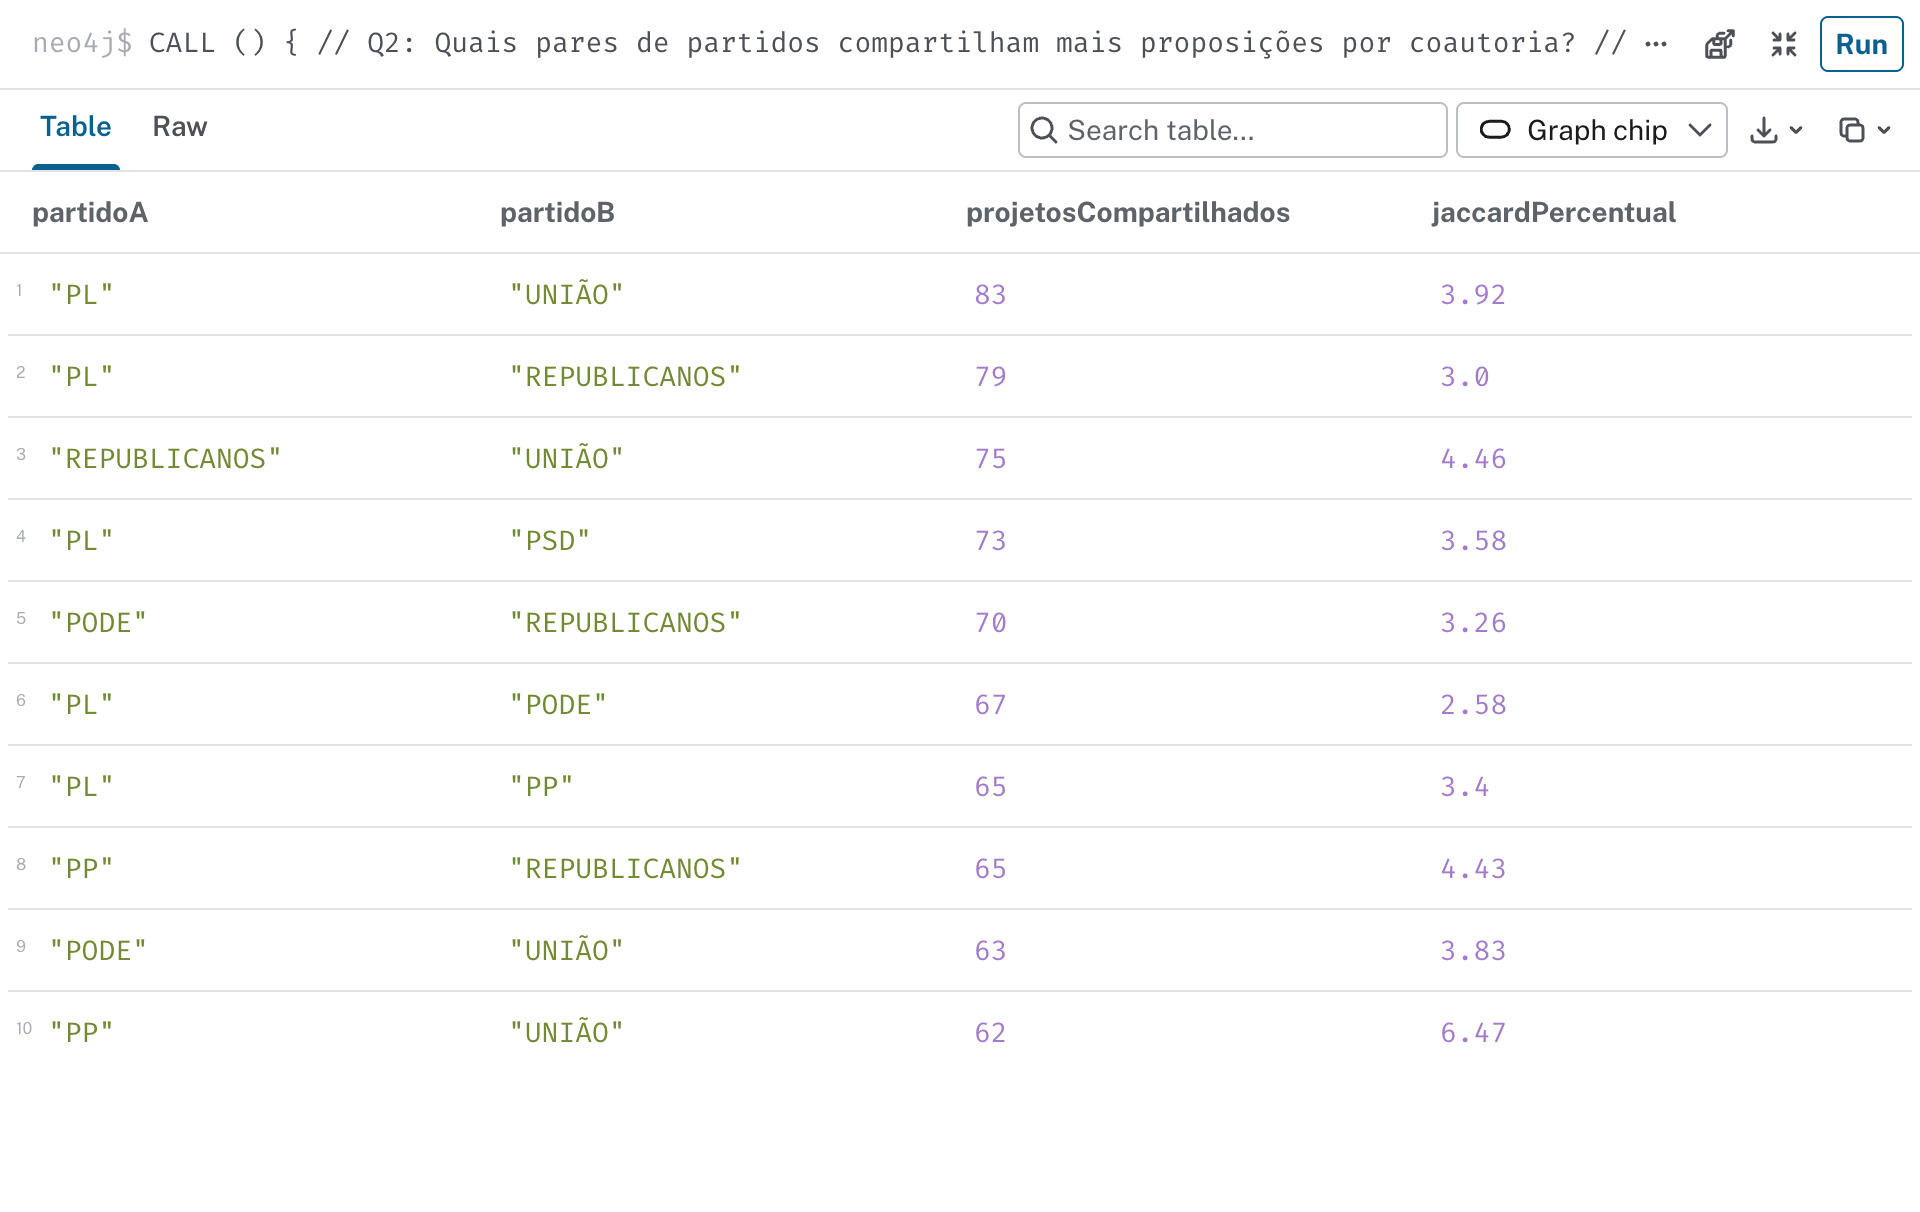 neo4j$ CALL () { // Q2: Quais pares de partidos compartilham mais proposições por coautoria? // ··· Run
Table Raw Search table... Graph chip
partidoA partidoB projetosCompartilhados jaccardPercentual
1 "PL" "UNIÃO" 83 3.92
2 "PL" "REPUBLICANOS" 79 3.0
3 "REPUBLICANOS" "UNIÃO" 75 4.46
4 "PL" "PSD" 73 3.58
5 "PODE" "REPUBLICANOS" 70 3.26
6 "PL" "PODE" 67 2.58
7 "PL" "PP" 65 3.4
8 "PP" "REPUBLICANOS" 65 4.43
9 "PODE" "UNIÃO" 63 3.83
10 "PP" "UNIÃO" 62 6.47